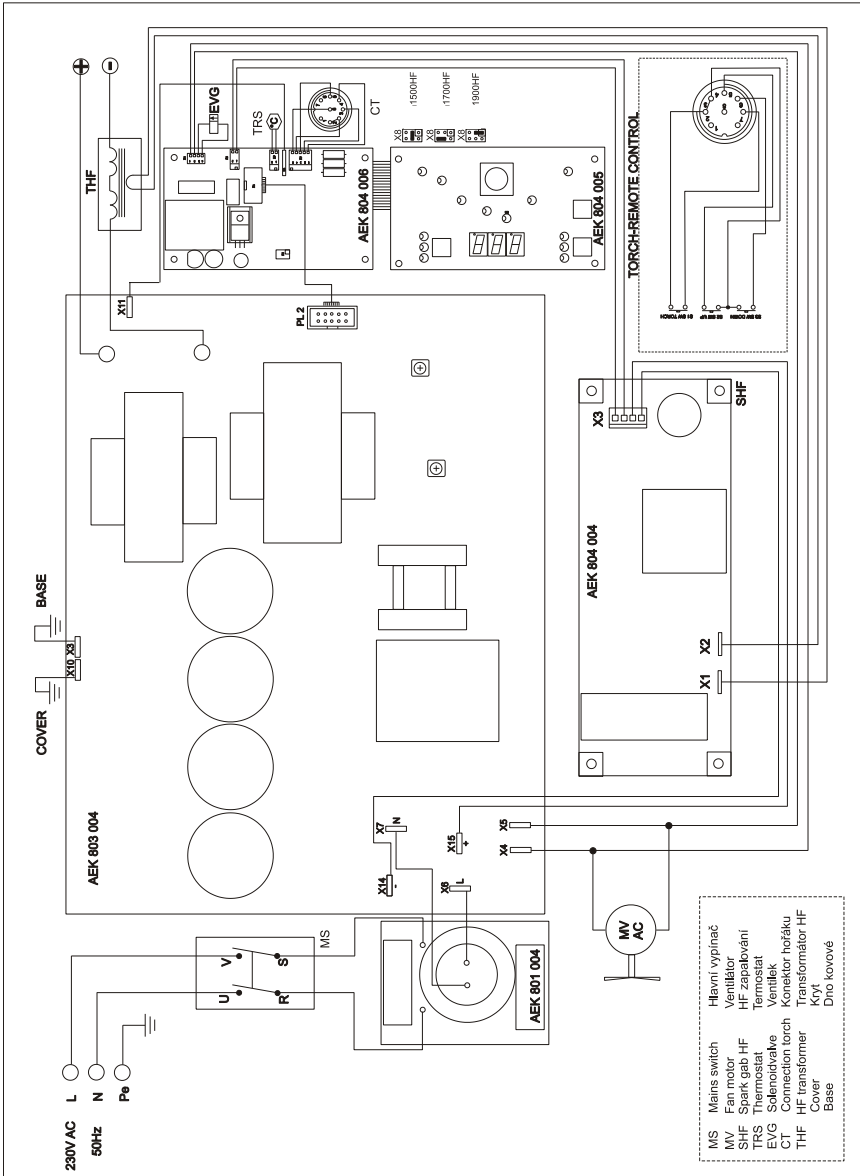 THF
EVG
TRS
C
CT
i1500HF
i1700HF
1900HF
X8
X8
X8
AEK 804 006
AEK 804 005
TORCH-REMOTE CONTROL
X11
PL 2
X3
SHF
AEK 804 004
X2
X1
BASE
X3
X10
COVER
AEK 803 004
X7
N
X15
+
X5
X4
X14
-
X6
L
MS
V
S
U
R
AEK 801 004
MV
AC
230V AC
50Hz
L
N
Pe
MS Mains switch Hlavní vypínač
MV Fan motor Ventilátor
SHF Spark gab HF HF zapalování
TRS Thermostat Termostat
EVG Solenoidvalve Ventilek
CT Connection torch Konektor hořáku
THF HF transformer Transformátor HF
Cover Kryt
Base Dno kovové